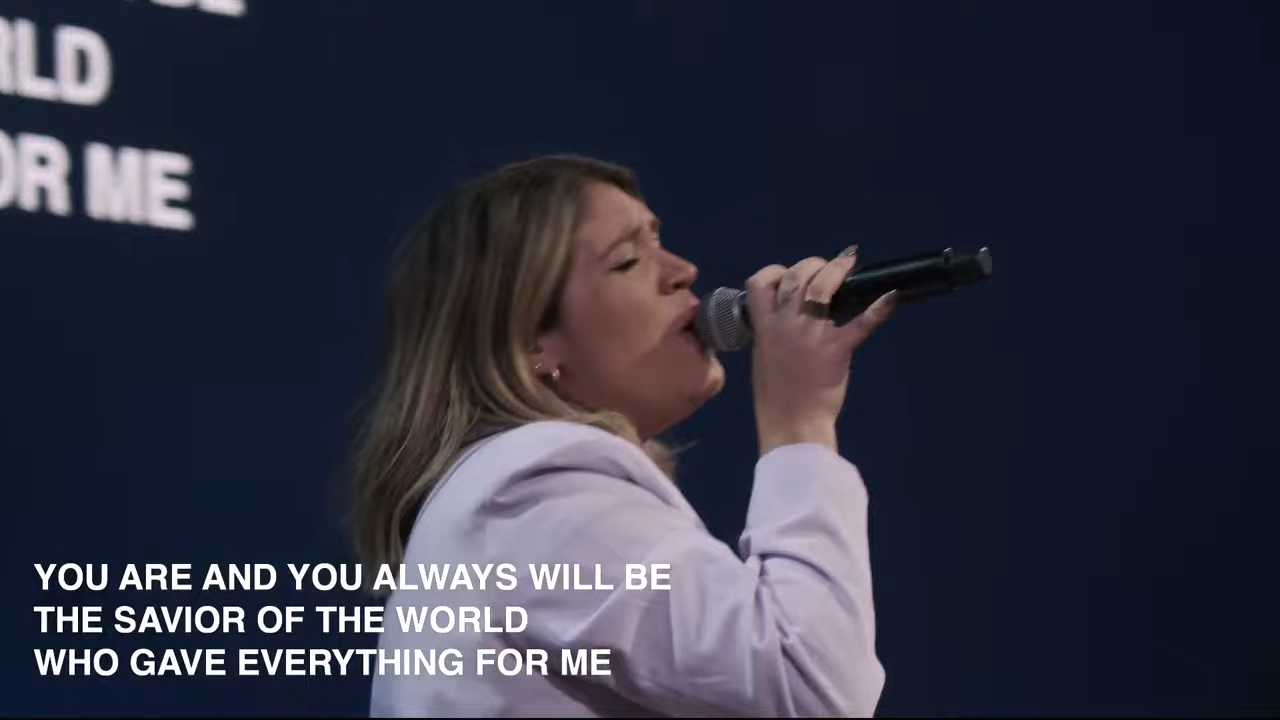 RLD
OR ME
YOU ARE AND YOU ALWAYS WILL BE
THE SAVIOR OF THE WORLD
WHO GAVE EVERYTHING FOR ME